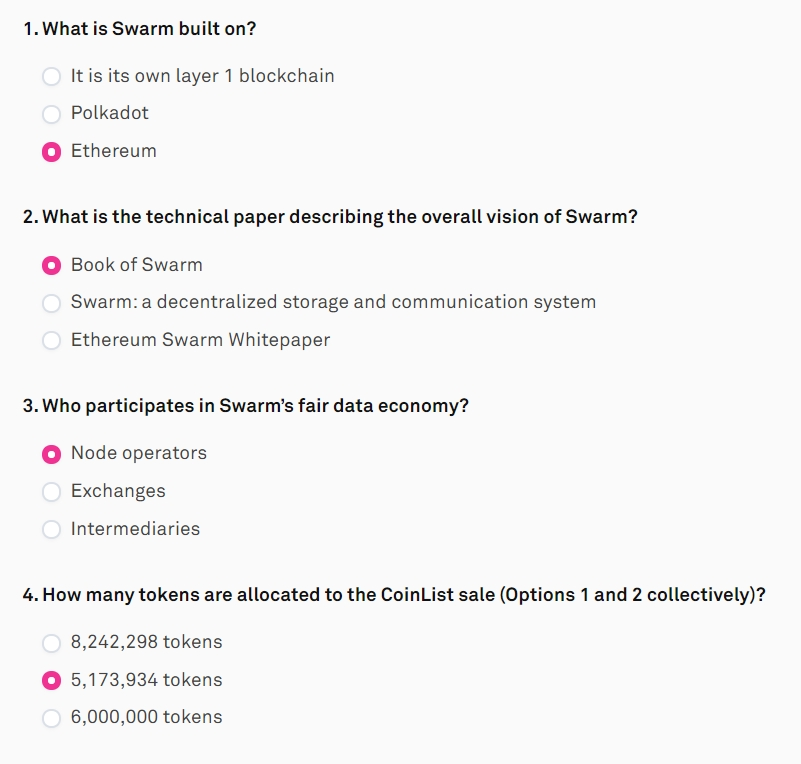 1. What is Swarm built on?
It is its own layer 1 blockchain
Polkadot
Ethereum
2. What is the technical paper describing the overall vision of Swarm?
Book of Swarm
Swarm: a decentralized storage and communication system
Ethereum Swarm Whitepaper
3. Who participates in Swarm’s fair data economy?
Node operators
Exchanges
Intermediaries
4. How many tokens are allocated to the CoinList sale (Options 1 and 2 collectively)?
8,242,298 tokens
5,173,934 tokens
6,000,000 tokens